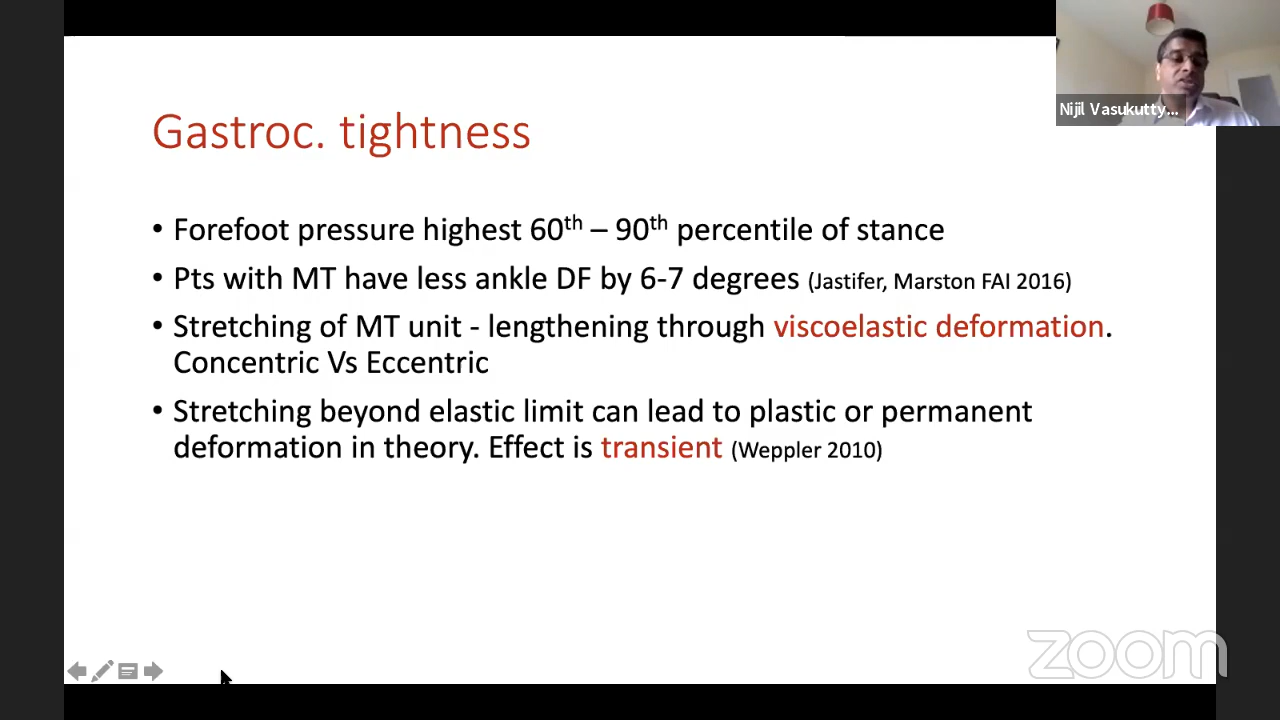 Nijil Vasukutty...
Gastroc. tightness
• Forefoot pressure highest 60th – 90th percentile of stance
• Pts with MT have less ankle DF by 6-7 degrees (Jastifer, Marston FAI 2016)
• Stretching of MT unit - lengthening through viscoelastic deformation.
Concentric Vs Eccentric
• Stretching beyond elastic limit can lead to plastic or permanent
deformation in theory. Effect is transient (Weppler 2010)
zoom